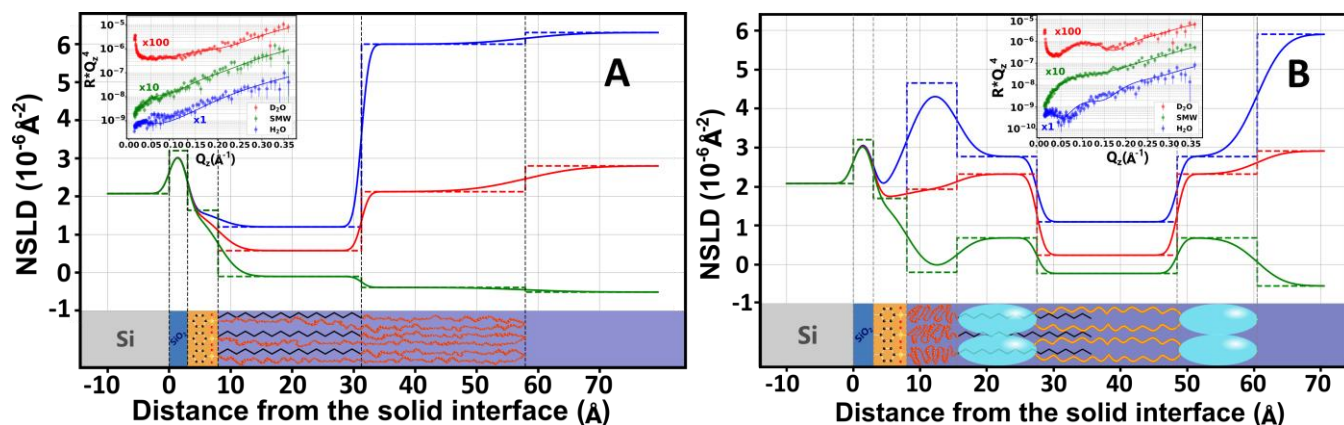 10⁻⁵
10⁻⁶
10⁻⁷
10⁻⁸
10⁻⁹
R*Q_z⁴
x100
x10
x1
D₂O
SMW
H₂O
0.00 0.05 0.10 0.15 0.20 0.25 0.30 0.35
Q_z(Å⁻¹)
A
NSLD (10⁻⁶Å⁻²)
6
5
4
3
2
1
0
-1
Si
SiO₂
-10 0 10 20 30 40 50 60 70
Distance from the solid interface (Å)
10⁻⁵
10⁻⁶
10⁻⁷
10⁻⁸
10⁻⁹
10⁻¹⁰
R*Q_z⁴
x100
x10
x1
D₂O
SMW
H₂O
0.00 0.05 0.10 0.15 0.20 0.25 0.30 0.35
Q_z(Å⁻¹)
B
NSLD (10⁻⁶Å⁻²)
6
5
4
3
2
1
0
-1
Si
SiO₂
-10 0 10 20 30 40 50 60 70
Distance from the solid interface (Å)